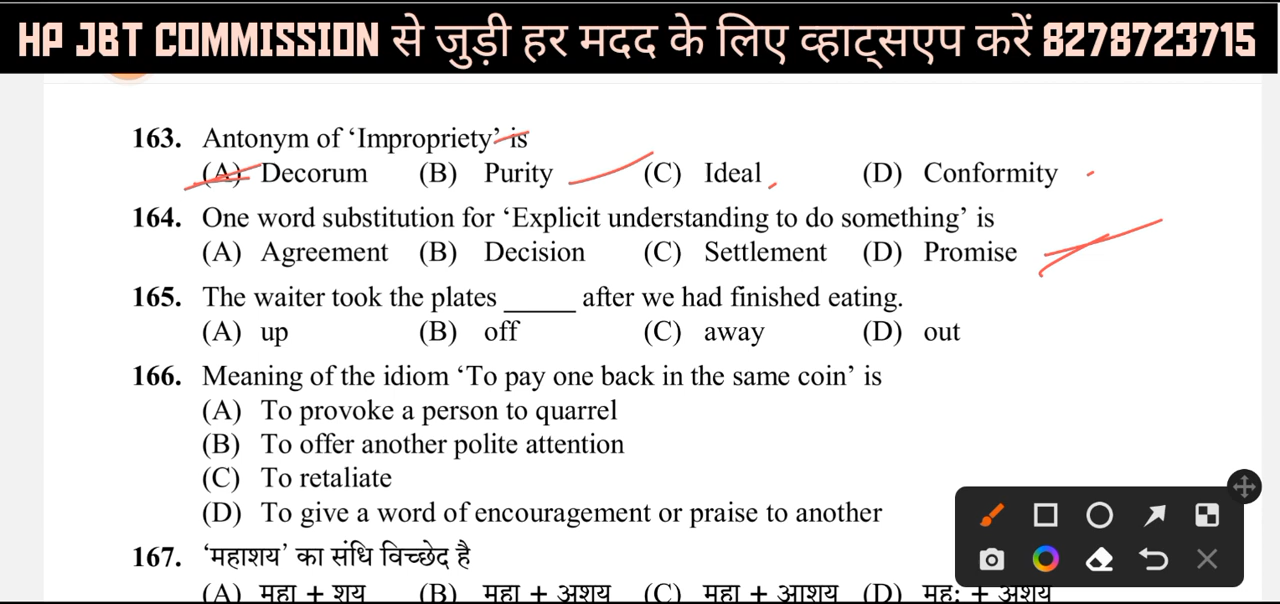 HP JBT COMMISSION से जुड़ी हर मदद के लिए व्हाट्सएप करें 8278723715
163. Antonym of ‘Impropriety’ is
(A) Decorum (B) Purity (C) Ideal (D) Conformity
164. One word substitution for ‘Explicit understanding to do something’ is
(A) Agreement (B) Decision (C) Settlement (D) Promise
165. The waiter took the plates _____ after we had finished eating.
(A) up (B) off (C) away (D) out
166. Meaning of the idiom ‘To pay one back in the same coin’ is
(A) To provoke a person to quarrel
(B) To offer another polite attention
(C) To retaliate
(D) To give a word of encouragement or praise to another
167. ‘महाशय’ का संधि विच्छेद है
(A) महा + शय (B) महा + अशय (C) महा + आशय (D) मह: + अशय